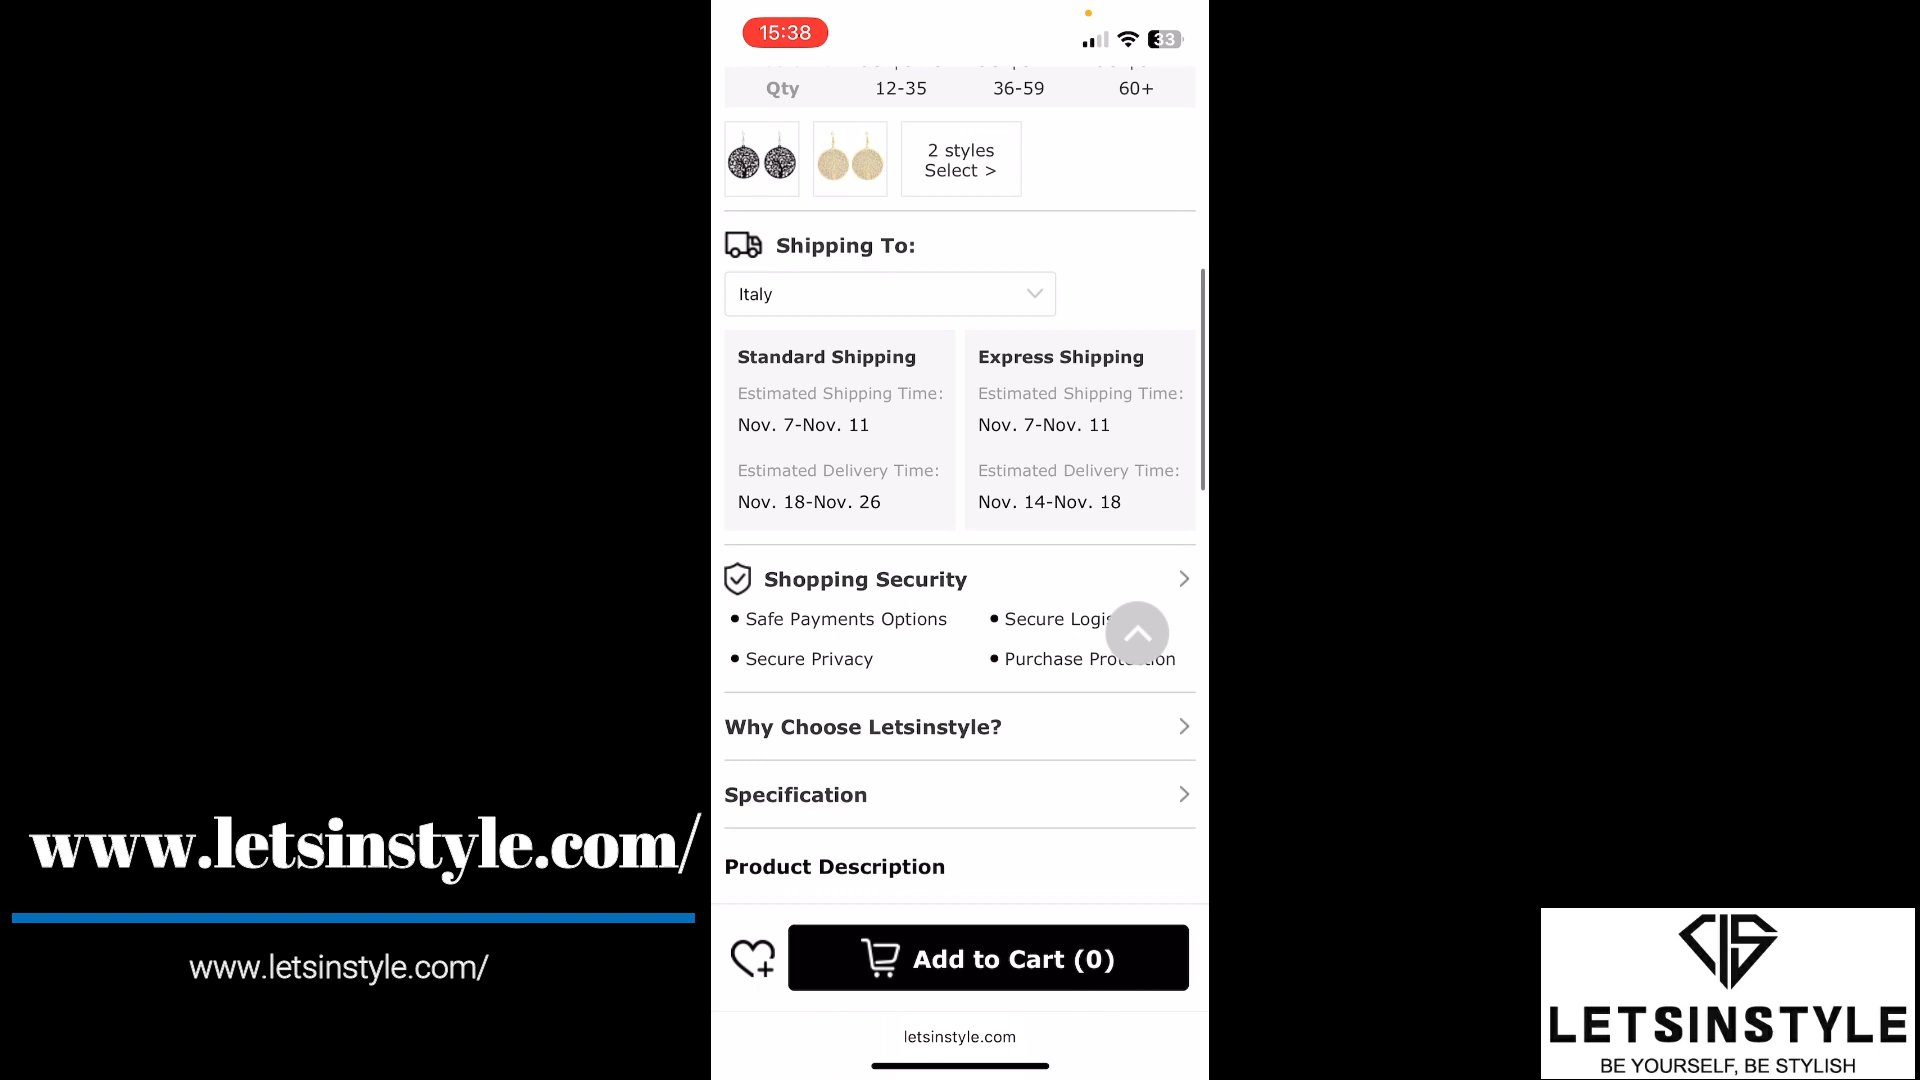 15:38
33
Qty 12-35 36-59 60+
2 styles
Select >
Shipping To:
Italy
Standard Shipping
Estimated Shipping Time:
Nov. 7-Nov. 11
Estimated Delivery Time:
Nov. 18-Nov. 26
Express Shipping
Estimated Shipping Time:
Nov. 7-Nov. 11
Estimated Delivery Time:
Nov. 14-Nov. 18
Shopping Security
• Safe Payments Options
• Secure
• Secure Privacy
• Purchase
Why Choose Letsinstyle?
Specification
Product Description
Add to Cart (0)
letsinstyle.com
www.letsinstyle.com/
www.letsinstyle.com/
LETSINSTYLE
BE YOURSELF, BE STYLISH